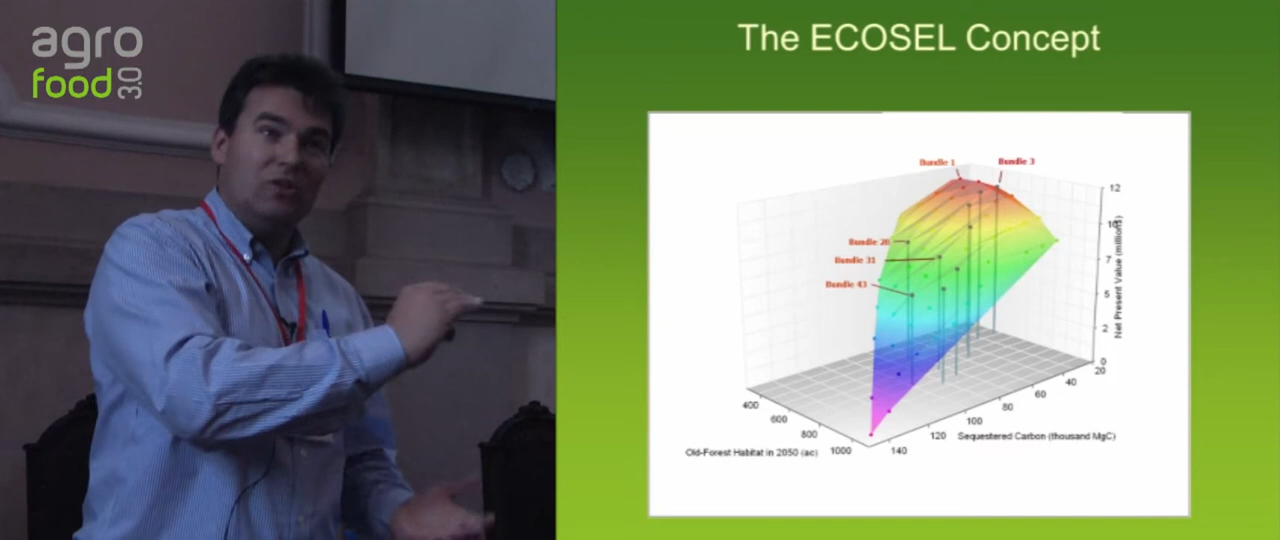 agro
food 3.0
The ECOSEL Concept
Bundle 1
Bundle 3
Bundle 28
Bundle 31
Bundle 43
12
10
7
5
2
0
Net Present Value (millions)
20
40
60
80
100
120
140
Sequestered Carbon (thousand MgC)
400
600
800
1000
Old-Forest Habitat in 2050 (ac)